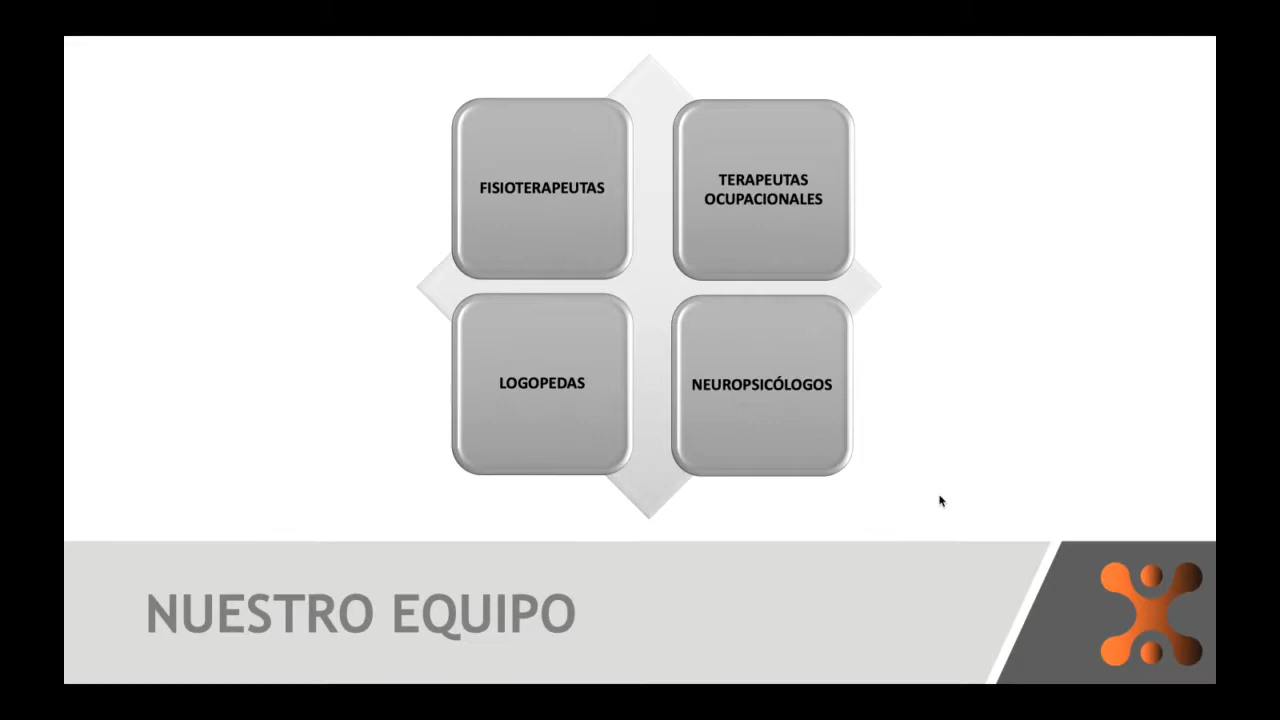 FISIOTERAPEUTAS
TERAPEUTAS
OCUPACIONALES
LOGOPEDAS
NEUROPSICÓLOGOS
NUESTRO EQUIPO